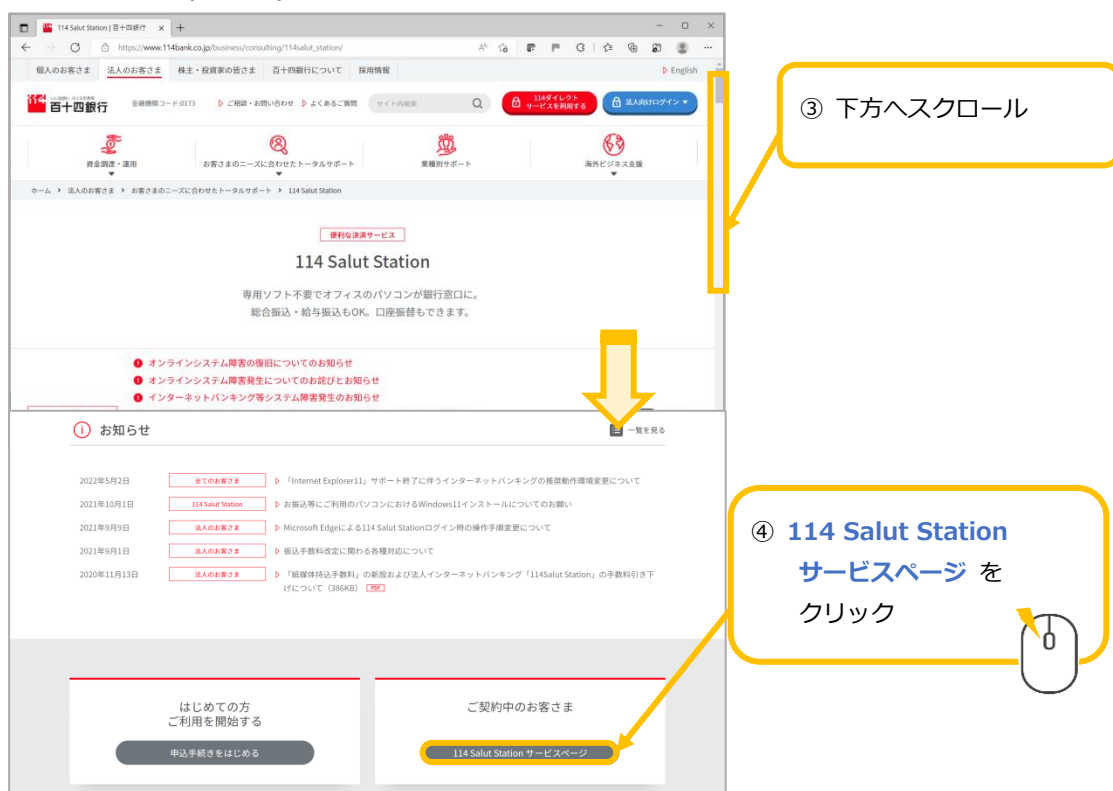 114 Salut Station | 百十四銀行
https://www.114bank.co.jp/business/consulting/114salut_station/
個人のお客さま 法人のお客さま 株主・投資家の皆さま 百十四銀行について 採用情報 English
百十四銀行 金融機関コード:0173 ご相談・お問い合わせ よくあるご質問 サイト内検索 114ダイレクト サービスを利用する 法人向けログイン
資金調達・運用 お客さまのニーズに合わせたトータルサポート 業種別サポート 海外ビジネス支援
ホーム > 法人のお客さま > お客さまのニーズに合わせたトータルサポート > 114 Salut Station
便利な決済サービス
114 Salut Station
専用ソフト不要でオフィスのパソコンが銀行窓口に。
総合振込・給与振込もOK。口座振替もできます。
オンラインシステム障害の復旧についてのお知らせ
オンラインシステム障害発生についてのお詫びとお知らせ
インターネットバンキング等システム障害発生のお知らせ
③ 下方へスクロール
お知らせ 一覧を見る
2022年5月2日 全てのお客さま 「Internet Explorer11」サポート終了に伴うインターネットバンキングの推奨動作環境変更について
2021年10月1日 114 Salut Station お振込等にご利用のパソコンにおけるWindows11インストールについてのお願い
2021年9月9日 法人のお客さま Microsoft Edgeによる114 Salut Stationログイン時の操作手順変更について
2021年9月1日 法人のお客さま 振込手数料改定に関わる各種対応について
2020年11月13日 法人のお客さま 「紙媒体持込手数料」の新設および法人インターネットバンキング「114Salut Station」の手数料引き下
げについて（386KB） PDF
④ 114 Salut Station
サービスページ を
クリック
はじめての方
ご利用を開始する
申込手続きをはじめる
ご契約中のお客さま
114 Salut Station サービスページ